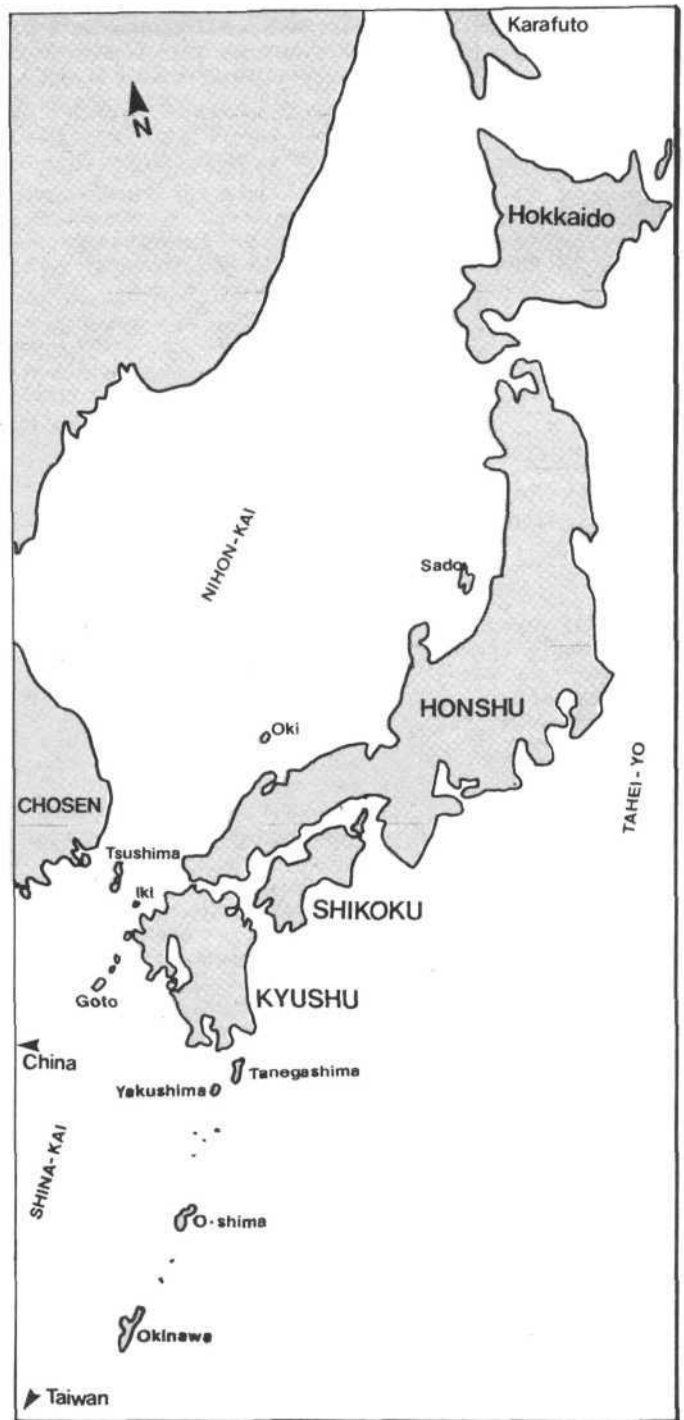 Karafuto
N
Hokkaido
NIHON-KAI
Sado
HONSHU
Oki
TAHEI-YO
CHOSEN
Tsushima
Iki
SHIKOKU
Goto
KYUSHU
China
Tanegashima
Yakushima
SHINA-KAI
O-shima
Okinawa
Taiwan